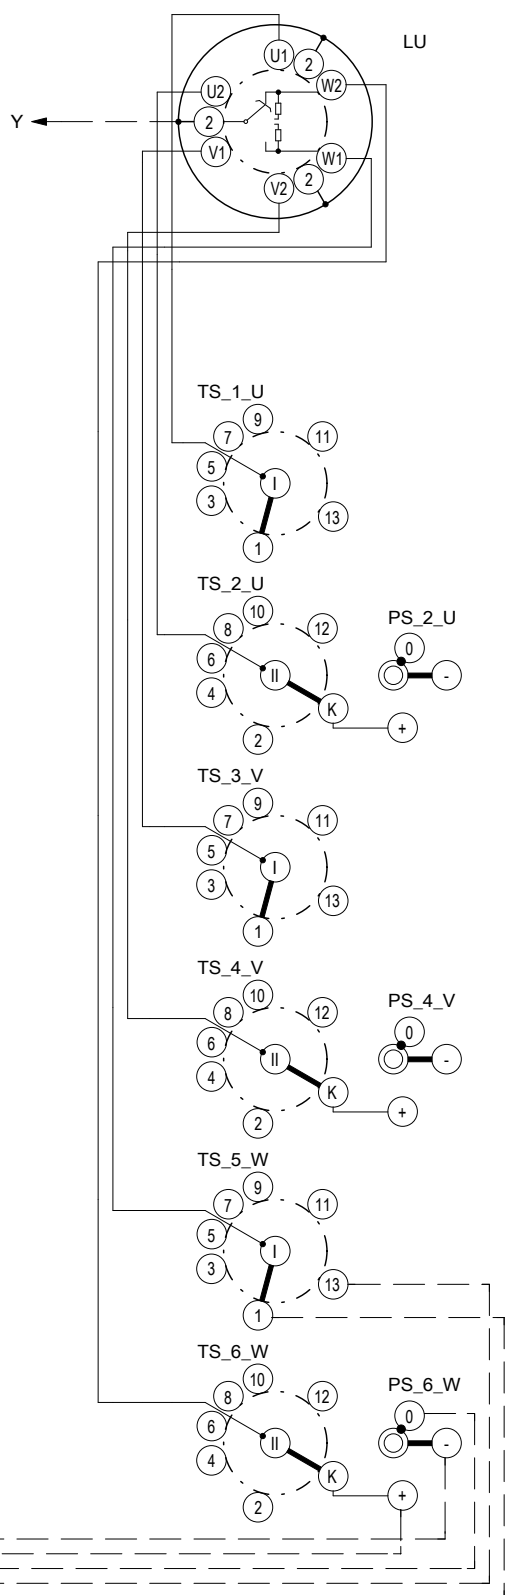 LU
U1
2
W2
U2
Y
2
V1
W1
V2
2
TS_1_U
9
7
11
5
I
3
13
1
TS_2_U
10
8
12
PS_2_U
0
6
II
-
4
K
+
2
TS_3_V
9
7
11
5
I
3
13
1
TS_4_V
10
8
12
PS_4_V
0
6
II
-
4
K
+
2
TS_5_W
9
7
11
5
I
3
13
1
TS_6_W
10
8
12
PS_6_W
0
6
II
-
4
K
+
2